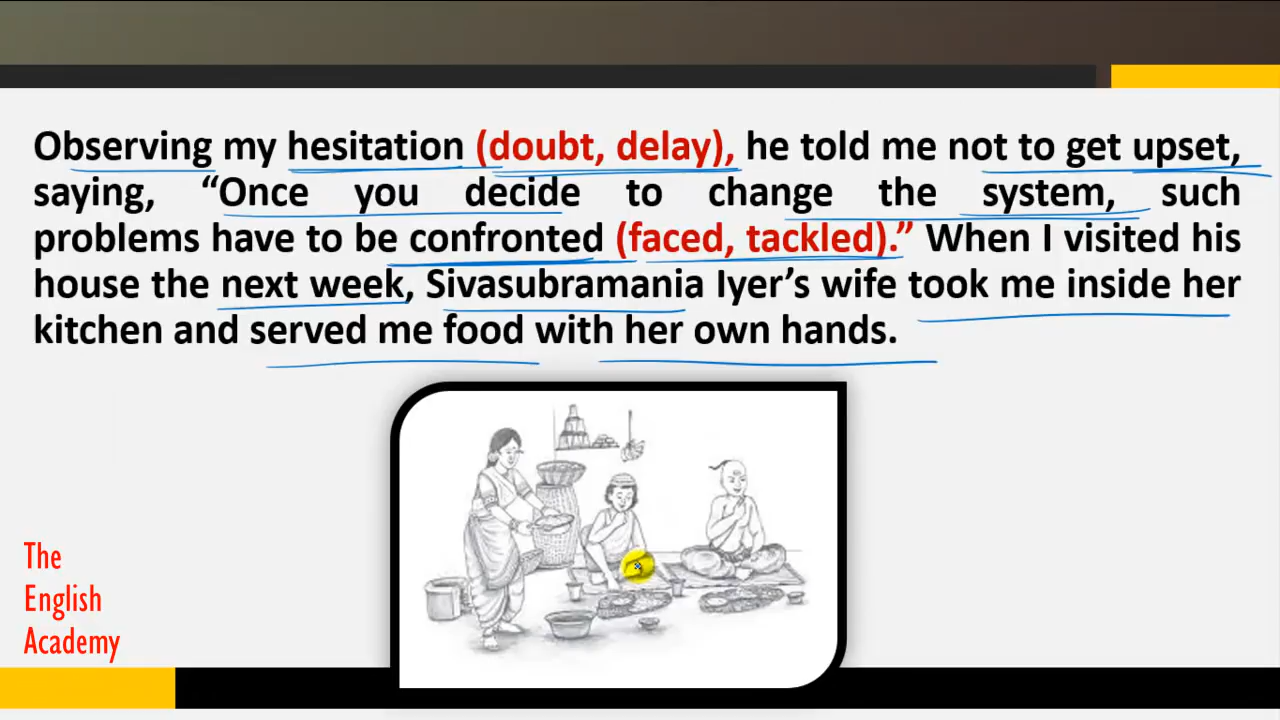 Observing my hesitation (doubt, delay), he told me not to get upset,
saying, “Once you decide to change the system, such
problems have to be confronted (faced, tackled).” When I visited his
house the next week, Sivasubramania Iyer’s wife took me inside her
kitchen and served me food with her own hands.
The
English
Academy